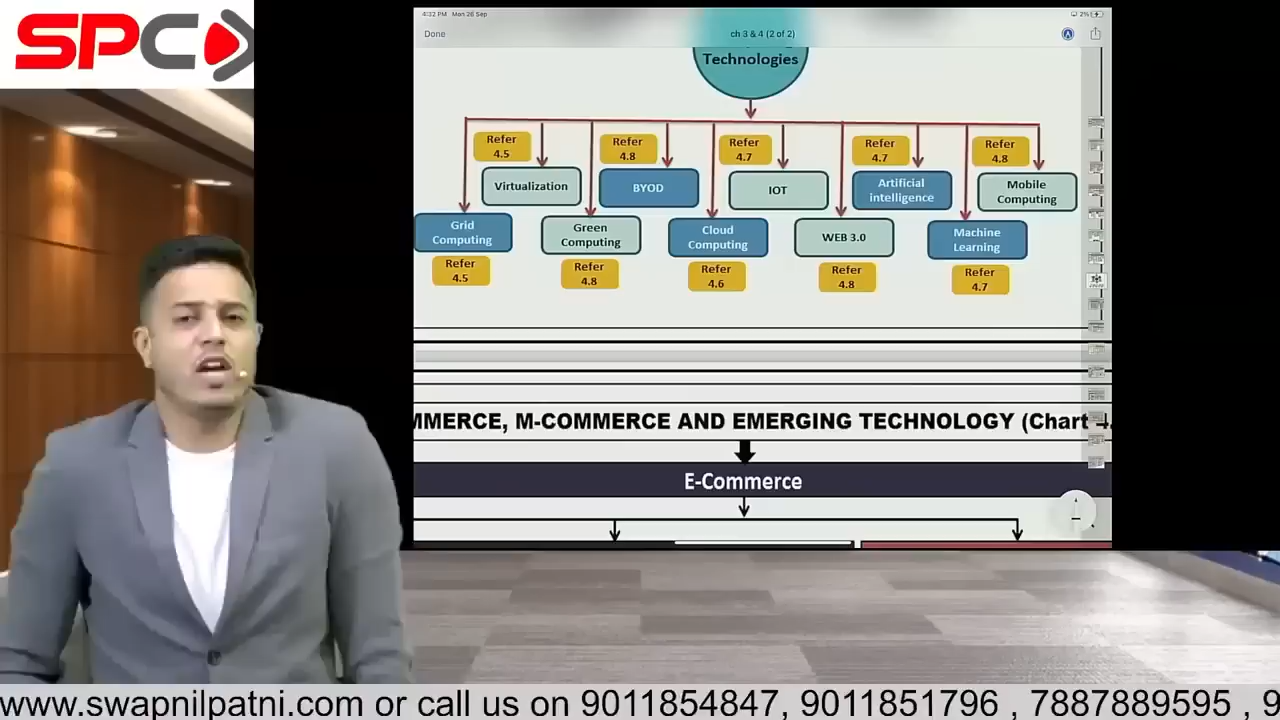 SPC
4:32 PM Mon 26 Sep
2%
Done
ch 3 & 4 (2 of 2)
Technologies
Refer
4.5
Refer
4.8
Refer
4.7
Refer
4.7
Refer
4.8
Virtualization
BYOD
IOT
Artificial
intelligence
Mobile
Computing
Grid
Computing
Green
Computing
Cloud
Computing
WEB 3.0
Machine
Learning
Refer
4.5
Refer
4.8
Refer
4.6
Refer
4.8
Refer
4.7
MMERCE, M-COMMERCE AND EMERGING TECHNOLOGY (Chart 4.
E-Commerce
www.swapnilpatni.com or call us on 9011854847, 9011851796 , 7887889595 , 9